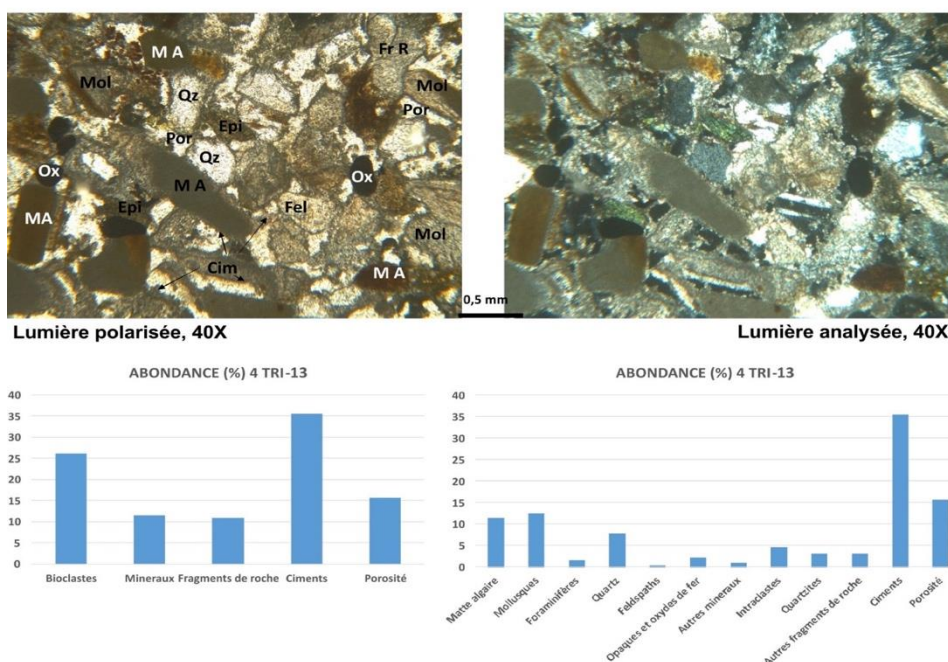 M A
Fr R
Mol
Mol
Qz
Por
Epi
Por
Qz
Ox
Ox
M A
MA
Epi
Fel
Mol
Cim
M A
0,5 mm
Lumière polarisée, 40X
Lumière analysée, 40X
ABONDANCE (%) 4 TRI-13
40
35
30
25
20
15
10
5
0
Bioclastes
Mineraux
Fragments de roche
Ciments
Porosité
ABONDANCE (%) 4 TRI-13
40
35
30
25
20
15
10
5
0
Matte algaire
Mollusques
Foraminifères
Quartz
Feldspaths
Opaques et oxydes de fer
Autres mineraux
Intraclastes
Quartzites
Autres fragments de roche
Ciments
Porosité